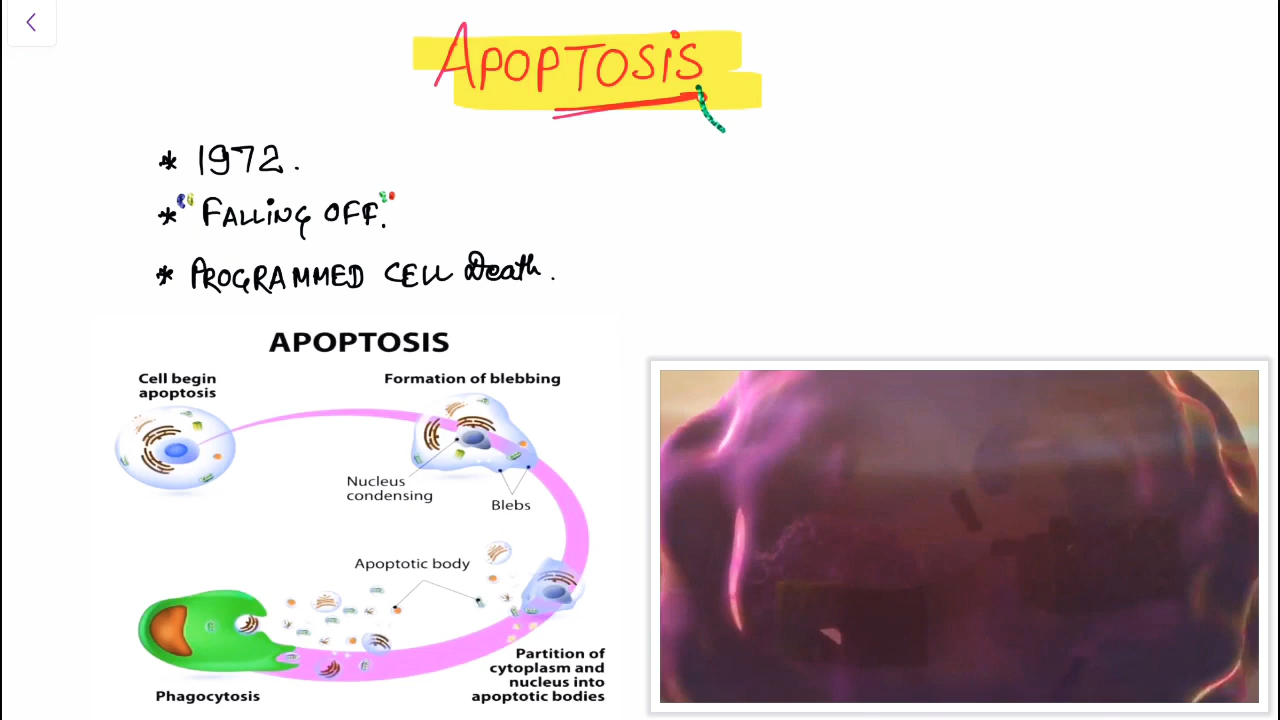 APOPTOSIS
* 1972.
* "FALLING OFF."
* PROGRAMMED CELL Death.
APOPTOSIS
Cell begin
apoptosis
Formation of blebbing
Nucleus
condensing
Blebs
Apoptotic body
Partition of
cytoplasm and
nucleus into
apoptotic bodies
Phagocytosis